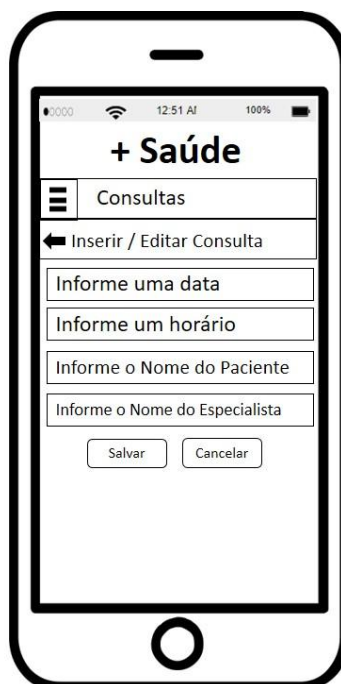 12:51 AM 100%
+ Saúde
Consultas
Inserir / Editar Consulta
Informe uma data
Informe um horário
Informe o Nome do Paciente
Informe o Nome do Especialista
Salvar Cancelar